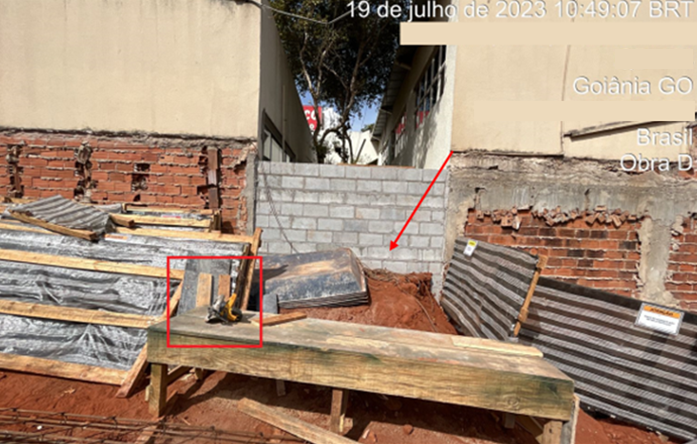 19 de julho de 2023 10:49:07 BRT
Goiânia GO
Brasil
Obra D